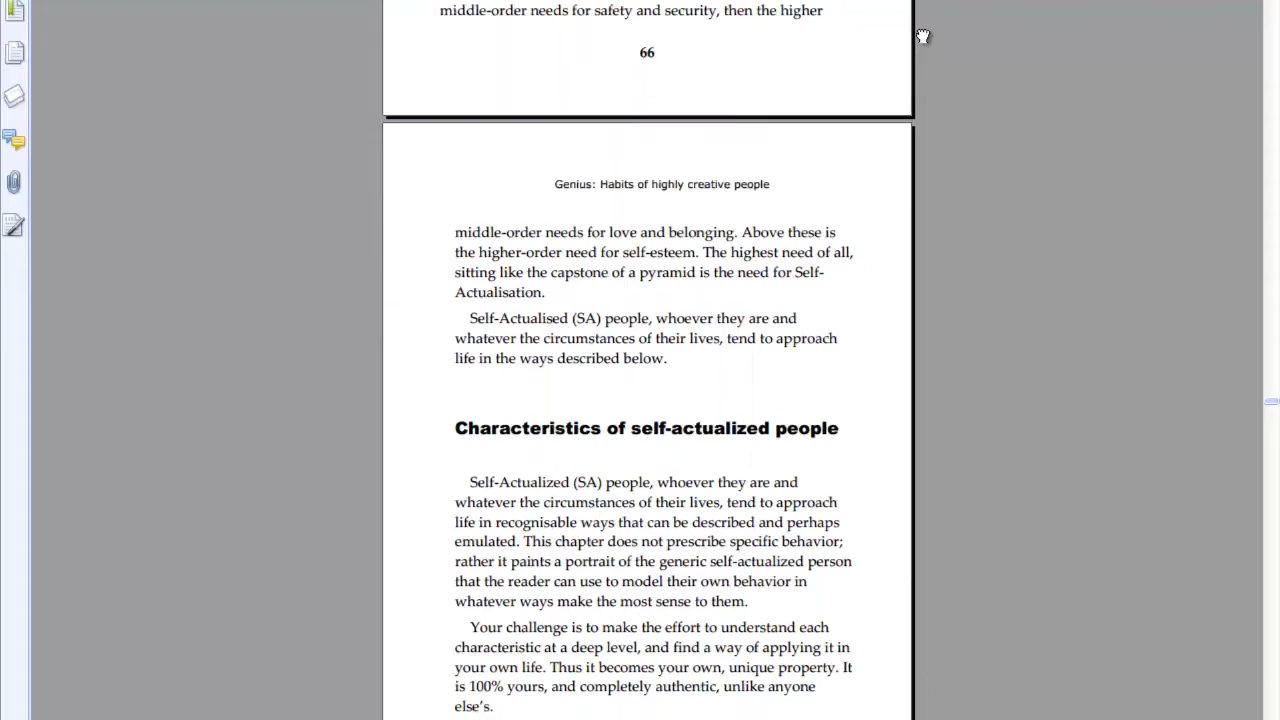 middle-order needs for safety and security, then the higher
66
Genius: Habits of highly creative people
middle-order needs for love and belonging. Above these is
the higher-order need for self-esteem. The highest need of all,
sitting like the capstone of a pyramid is the need for Self-
Actualisation.
Self-Actualised (SA) people, whoever they are and
whatever the circumstances of their lives, tend to approach
life in the ways described below.
Characteristics of self-actualized people
Self-Actualized (SA) people, whoever they are and
whatever the circumstances of their lives, tend to approach
life in recognisable ways that can be described and perhaps
emulated. This chapter does not prescribe specific behavior;
rather it paints a portrait of the generic self-actualized person
that the reader can use to model their own behavior in
whatever ways make the most sense to them.
Your challenge is to make the effort to understand each
characteristic at a deep level, and find a way of applying it in
your own life. Thus it becomes your own, unique property. It
is 100% yours, and completely authentic, unlike anyone
else's.